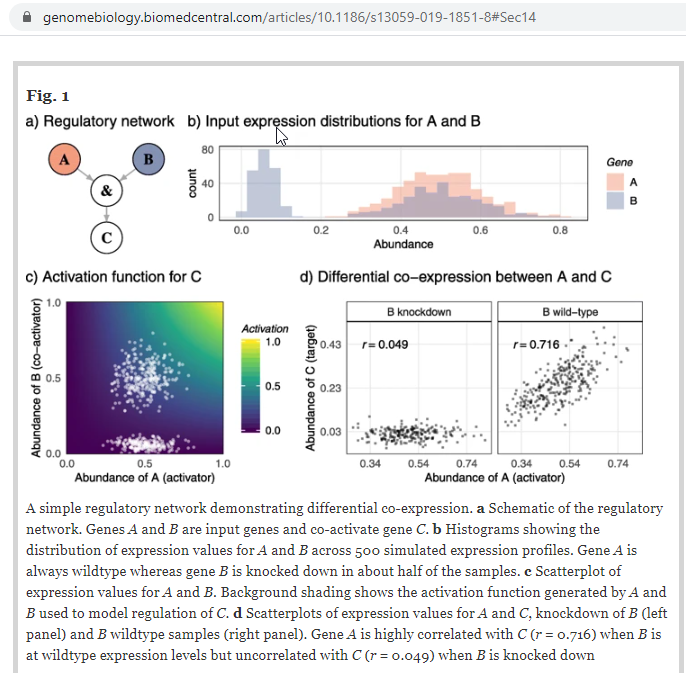 genomebiology.biomedcentral.com/articles/10.1186/s13059-019-1851-8#Sec14
Fig. 1
a) Regulatory network b) Input expression distributions for A and B
A
B
&
C
count
80
40
0
0.0
0.2
0.4
0.6
0.8
Abundance
Gene
A
B
c) Activation function for C
Abundance of B (co-activator)
1.0
0.5
0.0
0.0
0.5
1.0
Abundance of A (activator)
Activation
1.0
0.5
0.0
d) Differential co-expression between A and C
B knockdown
B wild-type
Abundance of C (target)
0.43
0.23
0.03
r= 0.049
r= 0.716
0.34
0.54
0.74
0.34
0.54
0.74
Abundance of A (activator)
A simple regulatory network demonstrating differential co-expression. a Schematic of the regulatory
network. Genes A and B are input genes and co-activate gene C. b Histograms showing the
distribution of expression values for A and B across 500 simulated expression profiles. Gene A is
always wildtype whereas gene B is knocked down in about half of the samples. c Scatterplot of
expression values for A and B. Background shading shows the activation function generated by A and
B used to model regulation of C. d Scatterplots of expression values for A and C, knockdown of B (left
panel) and B wildtype samples (right panel). Gene A is highly correlated with C (r = 0.716) when B is
at wildtype expression levels but uncorrelated with C (r = 0.049) when B is knocked down